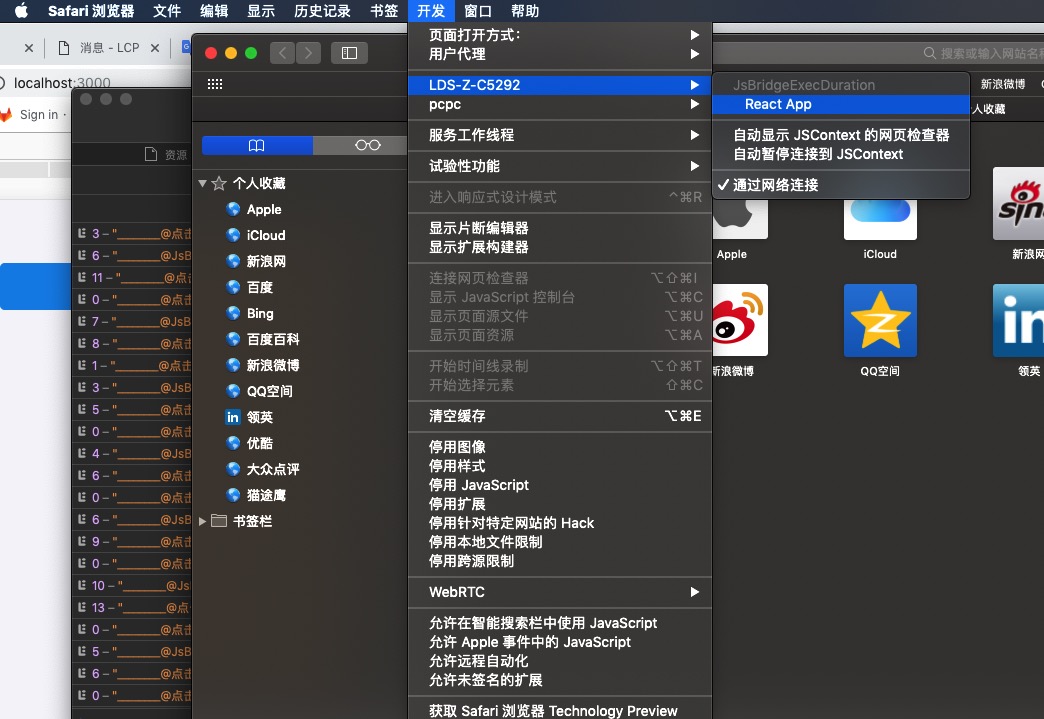 Safari 浏览器 文件 编辑 显示 历史记录 书签 开发 窗口 帮助
消息 - LCP
localhost:3000
Sign in ·
资源
3 – "______@点击
6 – "______@JsB
11 – "______@点击
0 – "______@点击
7 – "______@JsB
8 – "______@点击
1 – "______@点击
3 – "______@JsB
5 – "______@点击
0 – "______@点击
4 – "______@JsB
6 – "______@点击
0 – "______@点击
6 – "______@JsB
9 – "______@点击
0 – "______@点击
10 – "______@JsB
13 – "______@点
0 – "______@点击
5 – "______@JsB
6 – "______@点击
0 – "______@点击
个人收藏
Apple
iCloud
新浪网
百度
Bing
百度百科
新浪微博
QQ空间
in 领英
优酷
大众点评
猫途鹰
书签栏
页面打开方式：
用户代理
LDS-Z-C5292
pcpc
服务工作线程
试验性功能
进入响应式设计模式 ^⌘R
显示片断编辑器
显示扩展构建器
连接网页检查器 ⌥⇧⌘I
显示 JavaScript 控制台 ⌥⌘C
显示页面源文件 ⌥⌘U
显示页面资源 ⌥⌘A
开始时间线录制 ⌥⇧⌘T
开始选择元素 ⇧⌘C
清空缓存 ⌥⌘E
停用图像
停用样式
停用 JavaScript
停用扩展
停用针对特定网站的 Hack
停用本地文件限制
停用跨源限制
WebRTC
允许在智能搜索栏中使用 JavaScript
允许 Apple 事件中的 JavaScript
允许远程自动化
允许未签名的扩展
获取 Safari 浏览器 Technology Preview
JsBridgeExecDuration
React App
自动显示 JSContext 的网页检查器
自动暂停连接到 JSContext
✓通过网络连接
搜索或输入网站名称
新浪微博
人收藏
sina
Apple
iCloud
新浪网
in
新浪微博
QQ空间
领英